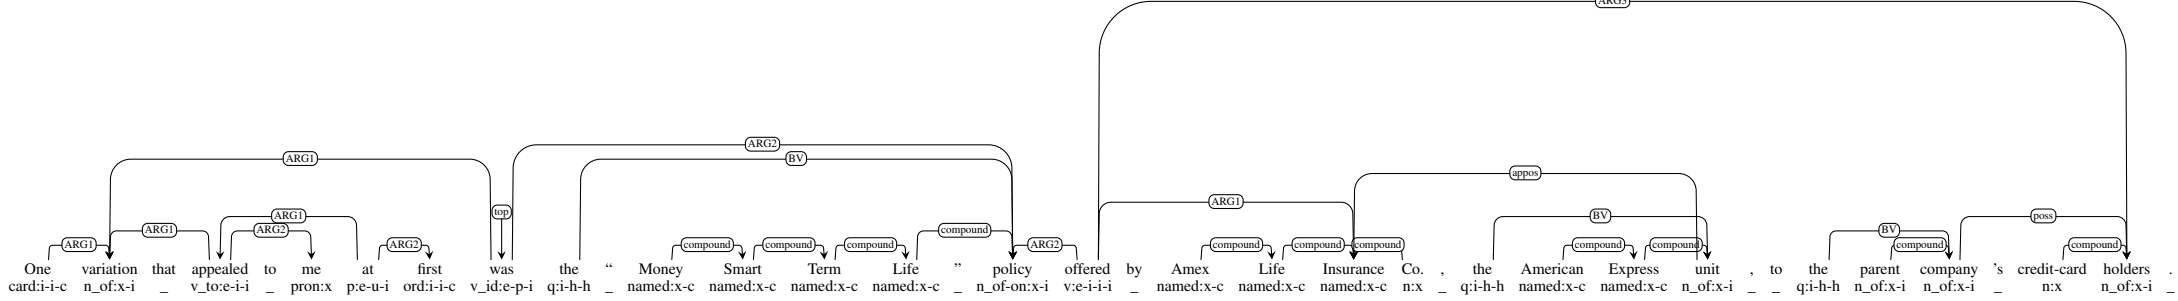 ARG3
ARG2
ARG1 BV
appos
ARG1
top
ARG1 BV poss
ARG1 ARG2 compound BV
ARG1 ARG2 compound compound compound ARG2 compound compound compound compound compound compound compound
One variation that appealed to me at first was the “ Money Smart Term Life ” policy offered by Amex Life Insurance Co. , the American Express unit , to the parent company 's credit-card holders .
card:i-i-c n_of:x-i _ v_to:e-i-i _ pron:x p:e-u-i ord:i-i-c v_id:e-p-i q:i-h-h _ named:x-c named:x-c named:x-c named:x-c _ n_of-on:x-i v:e-i-i-i _ named:x-c named:x-c named:x-c n:x _ q:i-h-h named:x-c named:x-c n_of:x-i _ _ q:i-h-h n_of:x-i n_of:x-i _ n:x n_of:x-i _